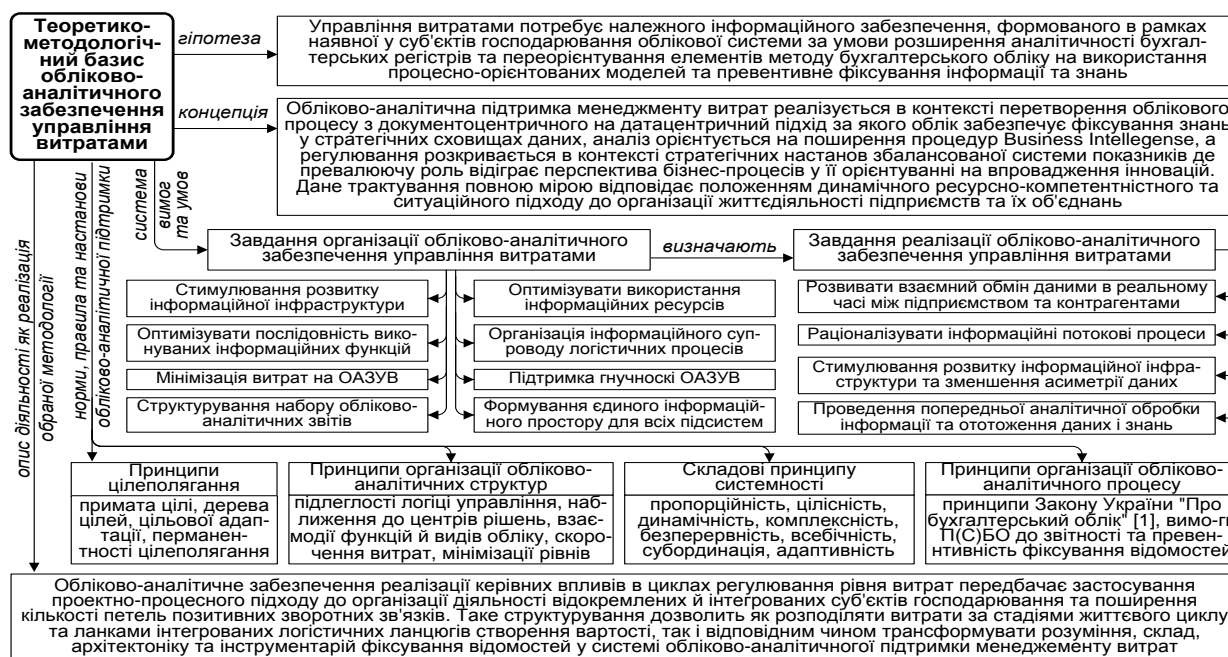 Теоретико-
методологіч-
ний базис
обліково-
аналітичного
забезпечення
управління
витратами
гіпотеза
Управління витратами потребує належного інформаційного забезпечення, формованого в рамках
наявної у суб'єктів господарювання облікової системи за умови розширення аналітичності бухгал-
терських регістрів та переорієнтування елементів методу бухгалтерського обліку на використання
процесно-орієнтованих моделей та превентивне фіксування інформації та знань
концепція
Обліково-аналітична підтримка менеджменту витрат реалізується в контексті перетворення облікового
процесу з документоцентричного на датацентричний підхід за якого облік забезпечує фіксування знань
у стратегічних сховищах даних, аналіз орієнтується на поширення процедур Business Intellegense, а
регулювання розкривається в контексті стратегічних настанов збалансованої системи показників де
превалюючу роль відіграє перспектива бізнес-процесів у її орієнтуванні на впровадження інновацій.
Дане трактування повною мірою відповідає положенням динамічного ресурсно-компетентністного та
ситуаційного підходу до організації життєдіяльності підприємств та їх об'єднань
опис діяльності як реалізація
обраної методології
норми, правила та настанови
обліково-аналітичної підтримки
система
вимог
та умов
Завдання організації обліково-аналітичного
забезпечення управління витратами
визначають
Завдання реалізації обліково-аналітичного
забезпечення управління витратами
Стимулювання розвитку
інформаційної інфраструктури
Оптимізувати послідовність вико-
нуваних інформаційних функцій
Мінімізація витрат на ОАЗУВ
Структурування набору обліково-
аналітичних звітів
Оптимізувати використання
інформаційних ресурсів
Організація інформаційного суп-
роводу логістичних процесів
Підтримка гнучноскі ОАЗУВ
Формування єдиного інформацій-
ного простору для всіх підсистем
Розвивати взаємний обмін даними в реальному
часі між підприємством та контрагентами
Раціоналізувати інформаційні потокові процеси
Стимулювання розвитку інформаційної інфра-
структури та зменшення асиметрії даних
Проведення попередньої аналітичної обробки
інформації та ототоження даних і знань
Принципи
цілеполягання
примата цілі, дерева
цілей, цільової адап-
тації, перманен-
тності цілеполягання
Принципи організації обліково-
аналітичних структур
підлеглості логіці управління, наб-
лиження до центрів рішень, взає-
модії функцій й видів обліку, скоро-
чення витрат, мінімізації рівнів
Складові принципу
системності
пропорційність, цілісність,
динамічність, комплексність,
безперервність, всебічність,
субординація, адаптивність
Принципи організації обліково-
аналітичного процесу
принципи Закону України "Про
бухгалтерський облік" [1], вимо-ги
П(С)БО до звітності та превен-
тивність фіксування відомостей
Обліково-аналітичне забезпечення реалізації керівних впливів в циклах регулювання рівня витрат передбачає застосування
проектно-процесного підходу до організації діяльності відокремлених й інтегрованих суб'єктів господарювання та поширення
кількості петель позитивних зворотних зв'язків. Таке структурування дозволить як розподіляти витрати за стадіями життєвого циклу
та ланками інтегрованих логістичних ланцюгів створення вартості, так і відповідним чином трансформувати розуміння, склад,
архітектоніку та інструментарій фіксування відомостей у системі обліково-аналітичної підтримки менеджементу витрат